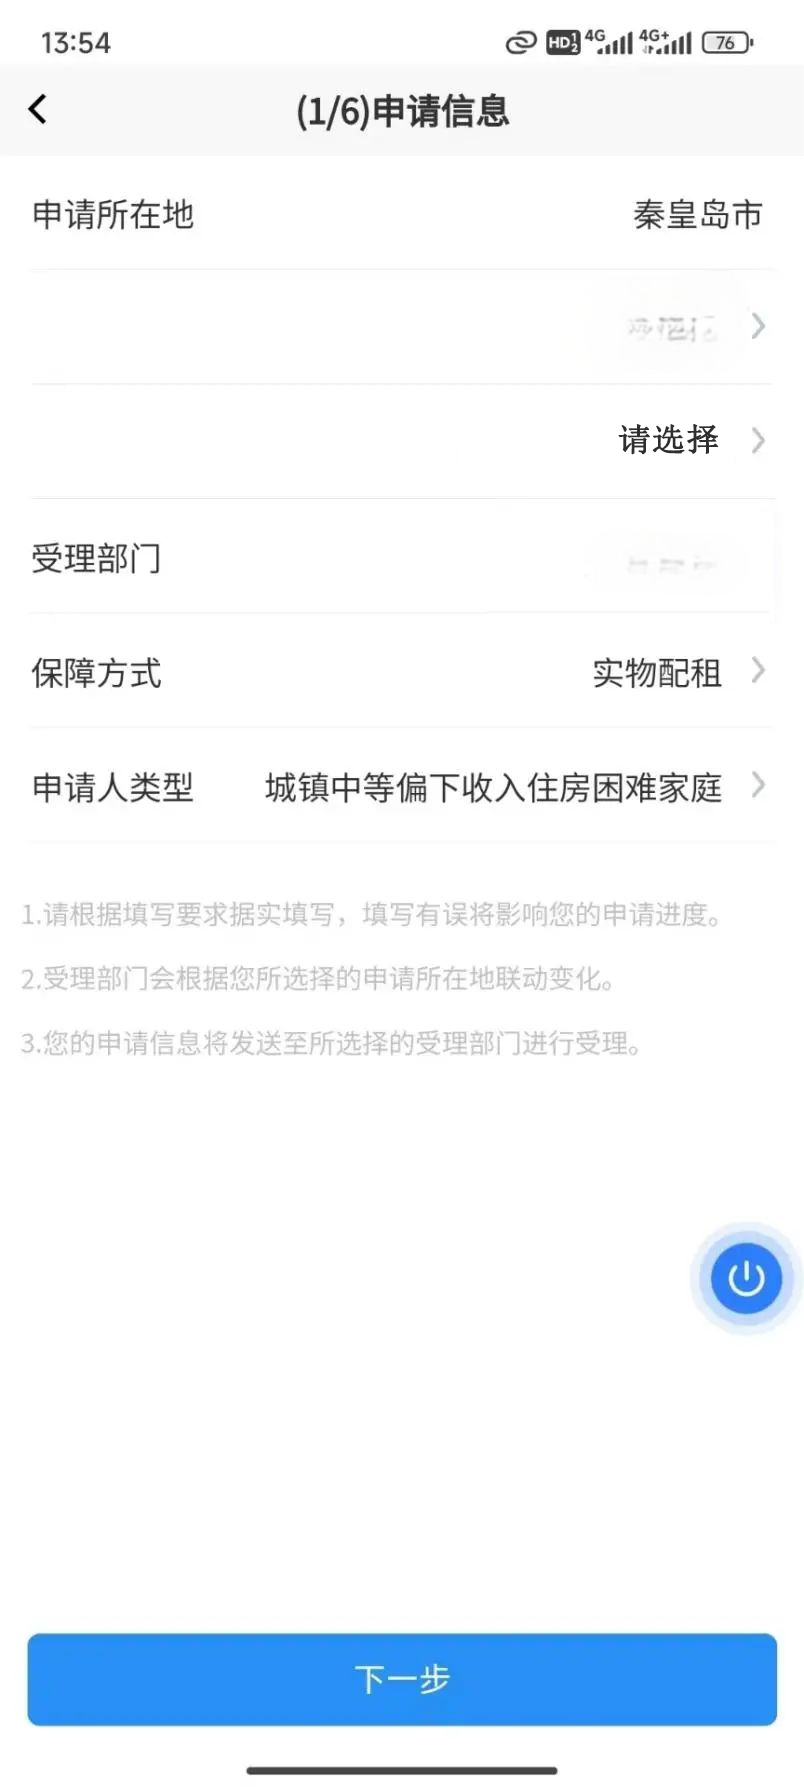 13:54
HD 1 2 4G 4G+ 76
(1/6)申请信息
申请所在地 秦皇岛市
请选择
受理部门
保障方式 实物配租
申请人类型 城镇中等偏下收入住房困难家庭
1.请根据填写要求据实填写，填写有误将影响您的申请进度。
2.受理部门会根据您所选择的申请所在地联动变化。
3.您的申请信息将发送至所选择的受理部门进行受理。
下一步